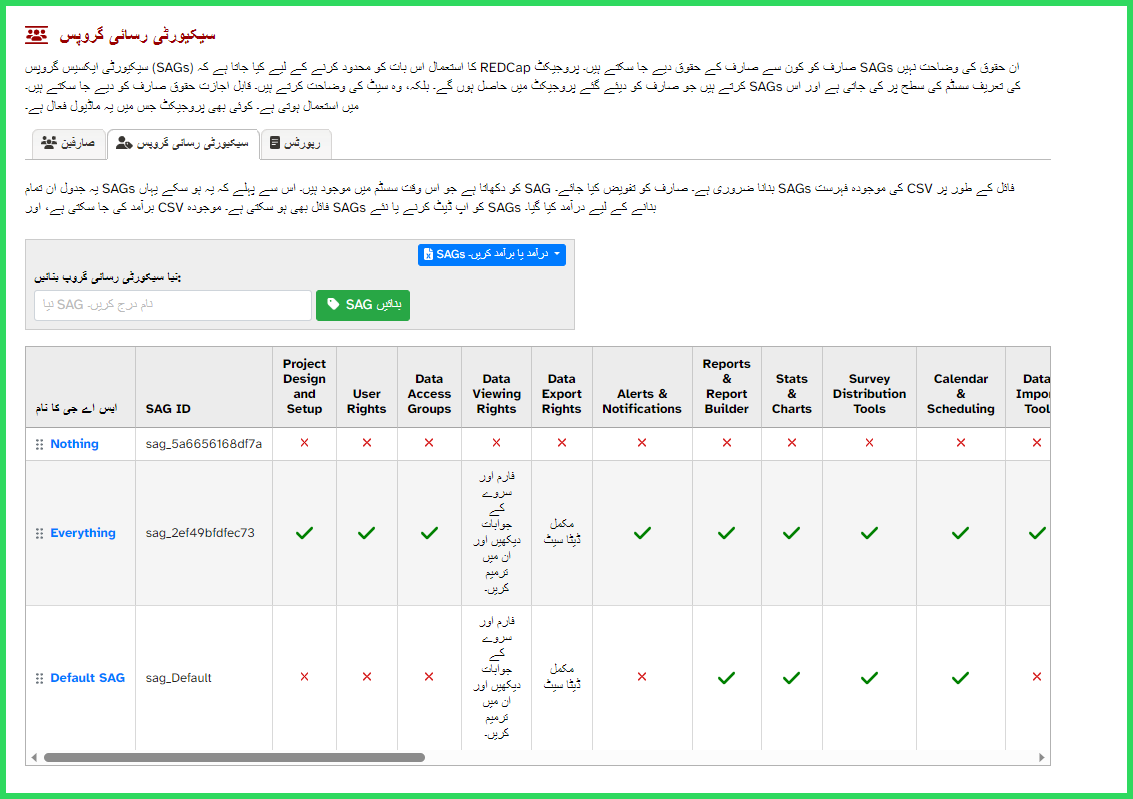 سیکیورٹی رسائی گروپس
ان حقوق کی وضاحت نہیں SAGs صارف کو کون سے صارف کے حقوق دیے جا سکتے ہیں۔ پروجیکٹ REDCap کا استعمال اس بات کو محدود کرنے کے لیے کیا جاتا ہے کہ (SAGs) سیکیورٹی ایکسیس گروپس
کی تعریف سسٹم کی سطح پر کی جاتی ہے اور اس SAGs کرتے ہیں جو صارف کو دیئے گئے پروجیکٹ میں حاصل ہوں گے۔ بلکہ، وہ سیٹ کی وضاحت کرتے ہیں۔ قابل اجازت حقوق صارف کو دیے جا سکتے ہیں۔
میں استعمال ہوتی ہے۔ کوئی بھی پروجیکٹ جس میں یہ ماڈیول فعال ہے۔
صارفین
سیکیورٹی رسائی گروپس
رپورٹس
فائل کے طور پر CSV کی موجودہ فہرست SAGs بنانا ضروری ہے۔ صارف کو تفویض کیا جائے۔ SAG کو دکھاتا ہے جو اس وقت سسٹم میں موجود ہیں۔ اس سے پہلے کہ یہ ہو سکے یہاں SAGs یہ جدول ان تمام
بنانے کے لیے درآمد کیا گیا۔ SAGs کو اپ ڈیٹ کرنے یا نئے SAGs فائل بھی ہو سکتی ہے۔ موجودہ CSV برآمد کی جا سکتی ہے، اور
درآمد یا برآمد کریں۔ SAGs
نیا سیکورٹی رسائی گروپ بنائیں:
نام درج کریں۔ SAG نیا
بنائیں SAG
ایس اے جی کا نام
SAG ID
Project Design and Setup
User Rights
Data Access Groups
Data Viewing Rights
Data Export Rights
Alerts & Notifications
Reports & Report Builder
Stats & Charts
Survey Distribution Tools
Calendar & Scheduling
Data Impor Tool
Nothing
sag_5a6656168df7a
Everything
sag_2ef49bfdfec73
فارم اور
سروے
کے
جوابات
دیکھیں اور
ان میں
ترمیم
کریں۔
مکمل
ڈیٹا سیٹ
Default SAG
sag_Default
فارم اور
سروے
کے
جوابات
دیکھیں اور
ان میں
ترمیم
کریں۔
مکمل
ڈیٹا سیٹ